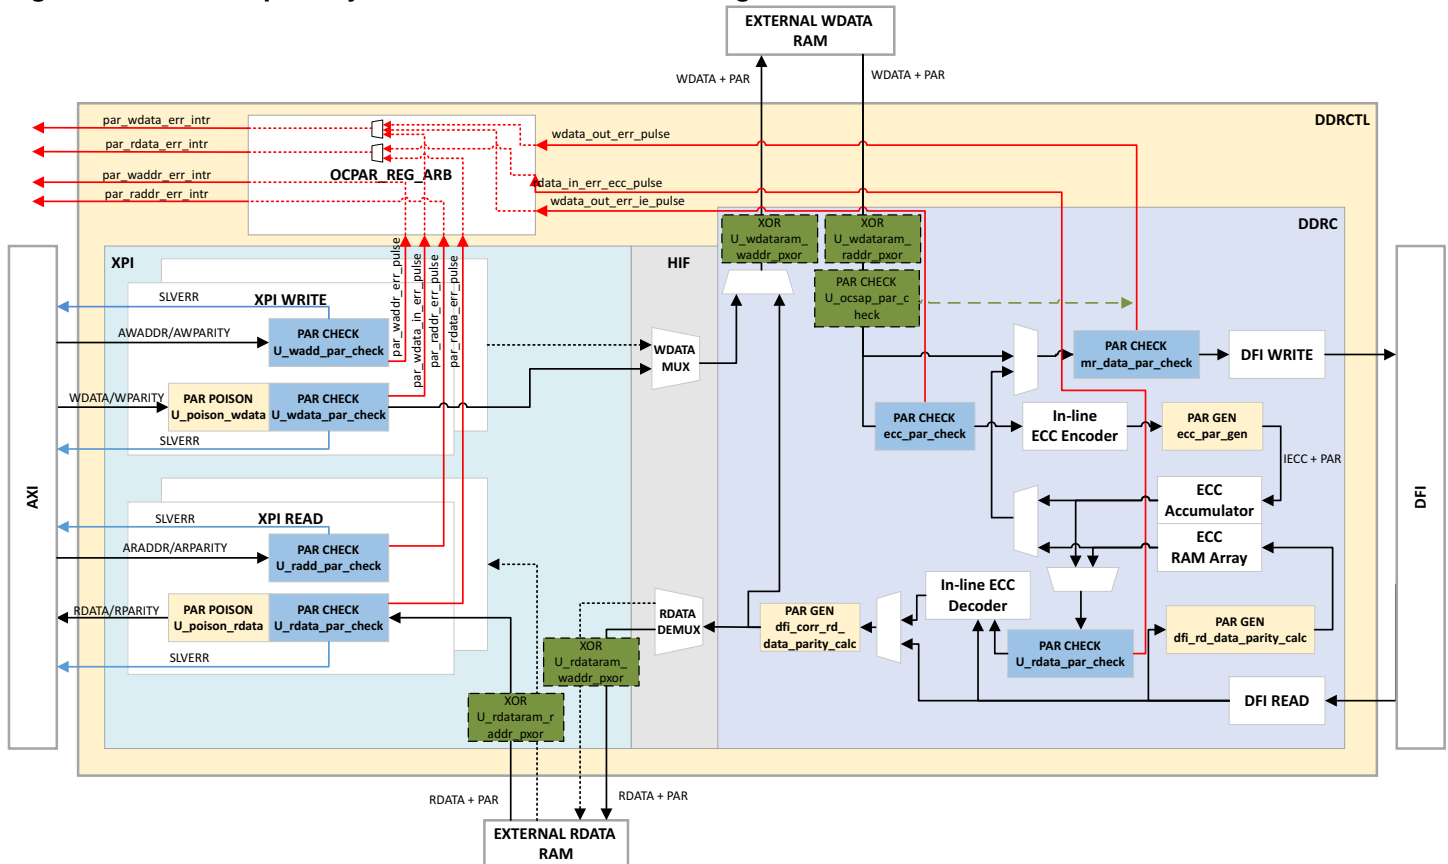 EXTERNAL WDATA
RAM
WDATA + PAR
WDATA + PAR
DDRCTL
par_wdata_err_intr
par_rdata_err_intr
par_waddr_err_intr
par_raddr_err_intr
OCPAR_REG_ARB
wdata_out_err_pulse
rdata_in_err_ecc_pulse
wdata_out_err_ie_pulse
XOR
U_wdataram_
waddr_pxor
XOR
U_wdataram_
raddr_pxor
DDRC
PAR CHECK
U_ocsap_par_c
heck
XPI
HIF
par_waddr_err_pulse
par_wdata_in_err_pulse
par_raddr_err_pulse
par_rdata_err_pulse
XPI WRITE
SLVERR
AWADDR/AWPARITY
PAR CHECK
U_wadd_par_check
WDATA/WPARITY
PAR POISON
U_poison_wdata
PAR CHECK
U_wdata_par_check
SLVERR
WDATA
MUX
PAR CHECK
mr_data_par_check
DFI WRITE
PAR CHECK
ecc_par_check
In-line
ECC Encoder
PAR GEN
ecc_par_gen
IECC + PAR
ECC
Accumulator
ECC
RAM Array
AXI
DFI
XPI READ
SLVERR
ARADDR/ARPARITY
PAR CHECK
U_radd_par_check
RDATA/RPARITY
PAR POISON
U_poison_rdata
PAR CHECK
U_rdata_par_check
SLVERR
RDATA
DEMUX
PAR GEN
dfi_corr_rd_
data_parity_calc
In-line ECC
Decoder
PAR CHECK
U_rdata_par_check
PAR GEN
dfi_rd_data_parity_calc
DFI READ
XOR
U_rdataram_
waddr_pxor
XOR
U_rdataram_r
addr_pxor
RDATA + PAR
RDATA + PAR
EXTERNAL RDATA
RAM